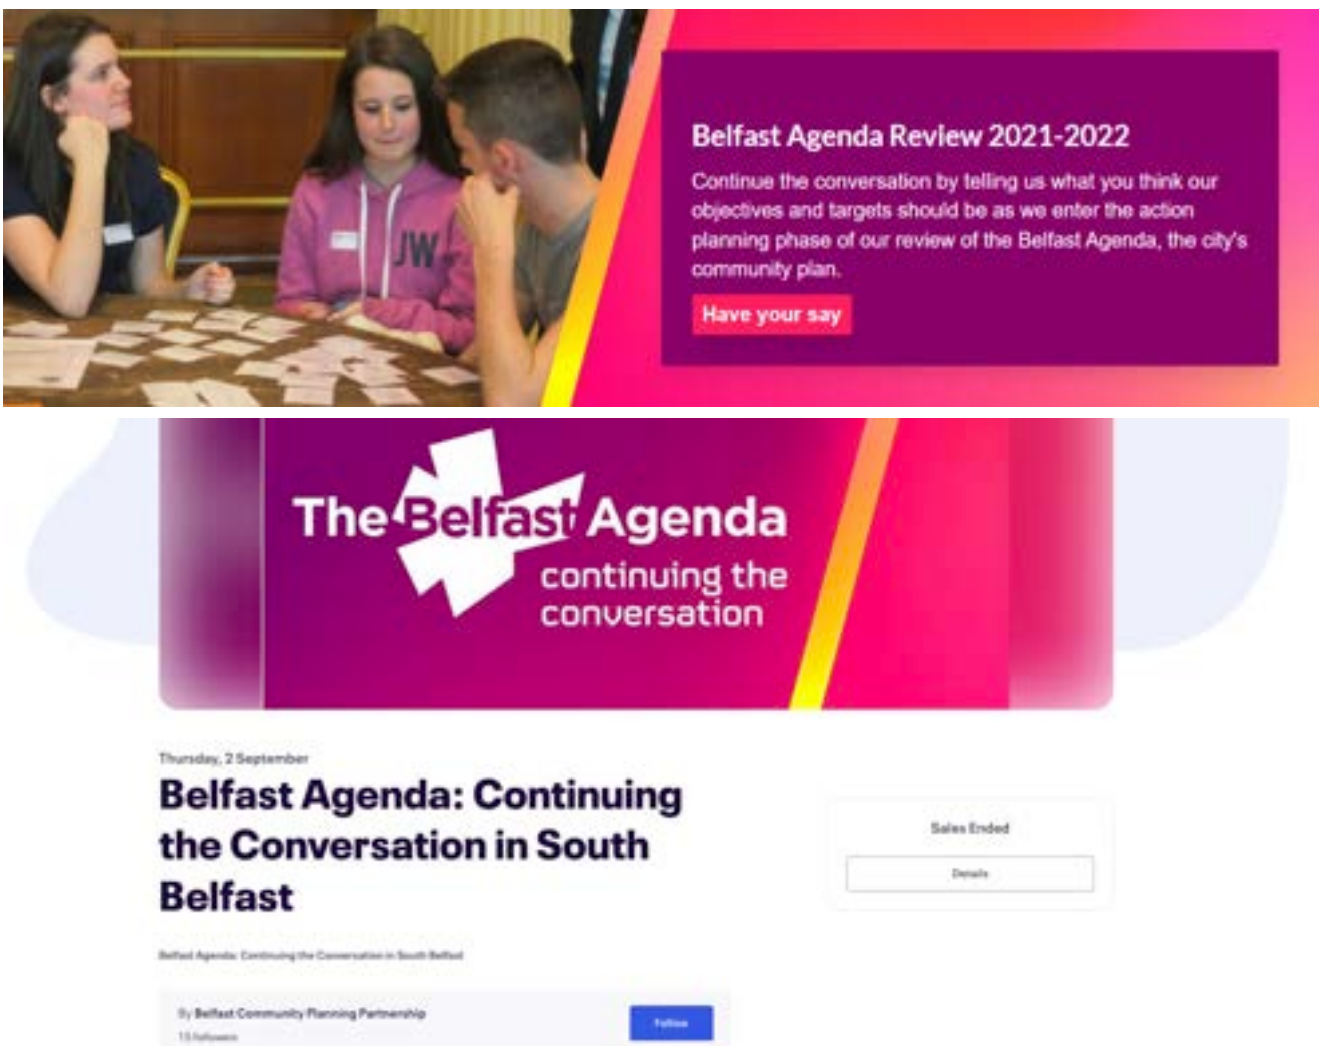 JW
Belfast Agenda Review 2021-2022
Continue the conversation by telling us what you think our
objectives and targets should be as we enter the action
planning phase of our review of the Belfast Agenda, the city's
community plan.
Have your say
The Belfast Agenda
continuing the
conversation
Thursday, 2 September
Belfast Agenda: Continuing
the Conversation in South
Belfast
Sales Ended
Details
Belfast Agenda: Continuing the Conversation in South Belfast
By Belfast Community Planning Partnership
Follow
15 followers